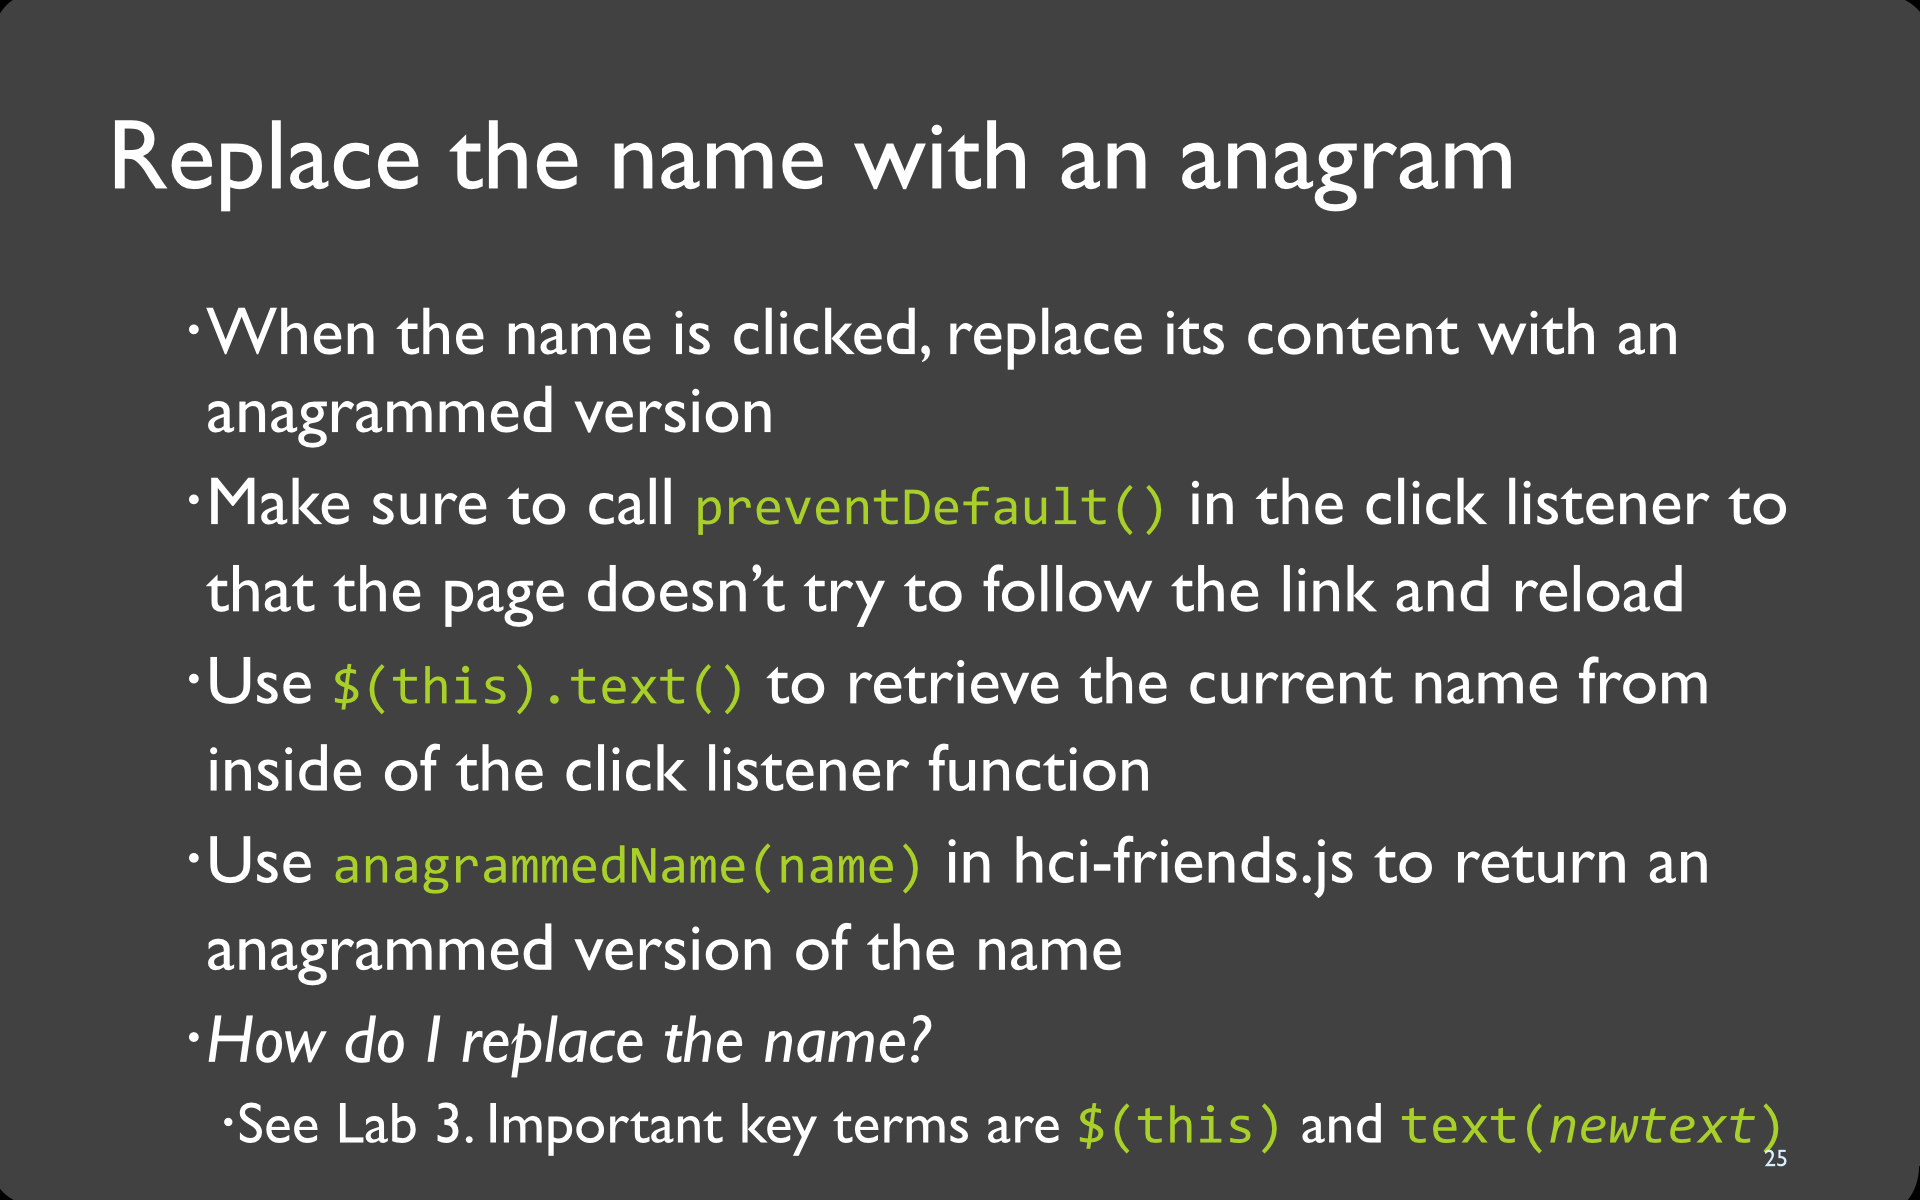 Replace the name with an anagram
·When the name is clicked, replace its content with an
anagrammed version
·Make sure to call preventDefault() in the click listener to
that the page doesn’t try to follow the link and reload
·Use $(this).text() to retrieve the current name from
inside of the click listener function
·Use anagrammedName(name) in hci-friends.js to return an
anagrammed version of the name
·How do I replace the name?
·See Lab 3. Important key terms are $(this) and text(newtext)
25